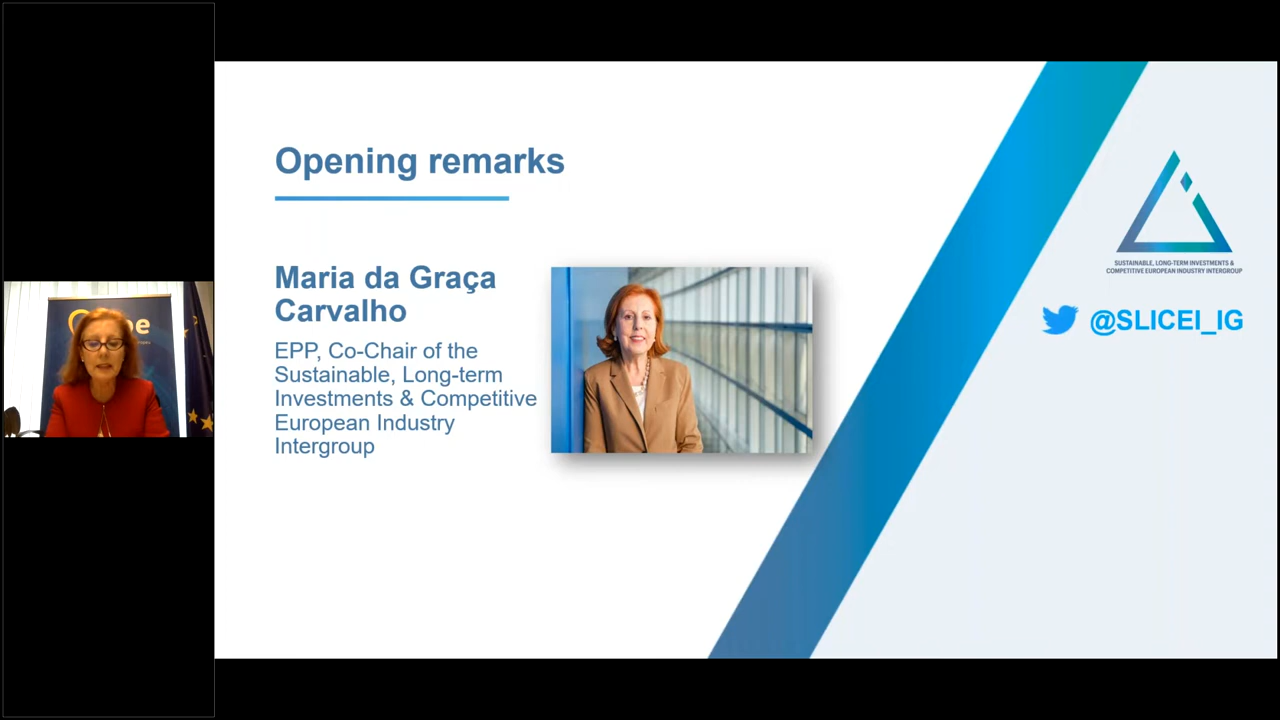 Opening remarks
Maria da Graça
Carvalho
EPP, Co-Chair of the
Sustainable, Long-term
Investments & Competitive
European Industry
Intergroup
SUSTAINABLE, LONG-TERM INVESTMENTS &
COMPETITIVE EUROPEAN INDUSTRY INTERGROUP
@SLICEI_IG